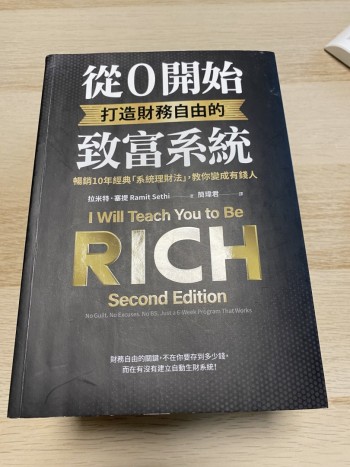 從0開始
打造財務自由的
致富系統
暢銷10年經典「系統理財法」，教你變成有錢人
拉米特・塞提 Ramit Sethi 著 簡瑋君 譯
I Will Teach You to Be
RICH
Second Edition
No Guilt. No Excuses. No BS. Just a 6-Week Program That Works
財務自由的關鍵，不在你要存到多少錢，
而在有沒有建立自動生財系統！